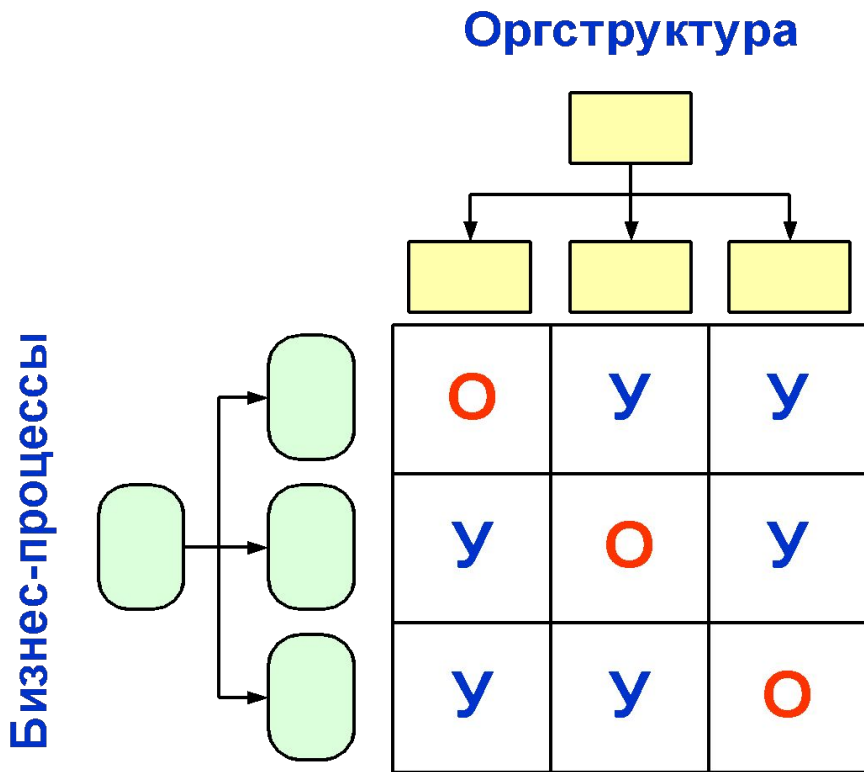 Оргструктура
Бизнес-процессы
О У У
У О У
У У О